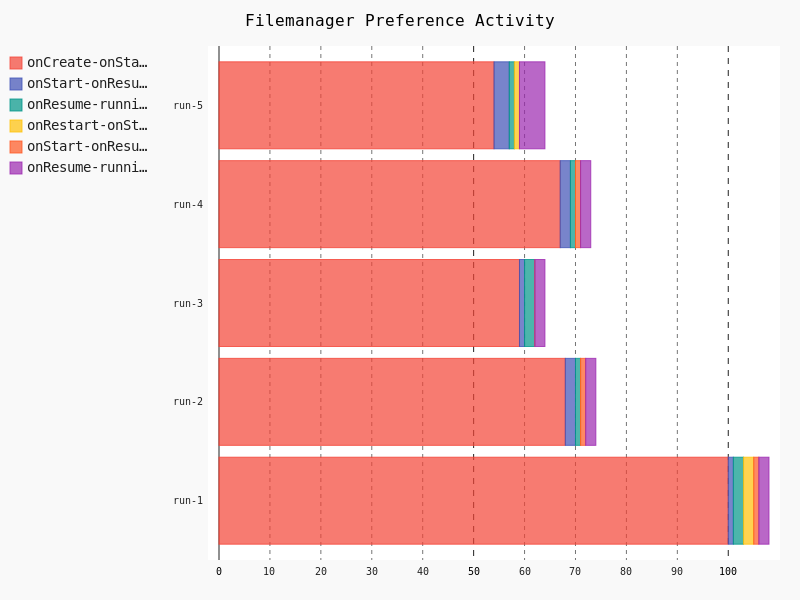 Filemanager Preference Activity
onCreate-onSta…
onStart-onResu…
onResume-runni…
onRestart-onSt…
onStart-onResu…
onResume-runni…
run-5
run-4
run-3
run-2
run-1
0 10 20 30 40 50 60 70 80 90 100